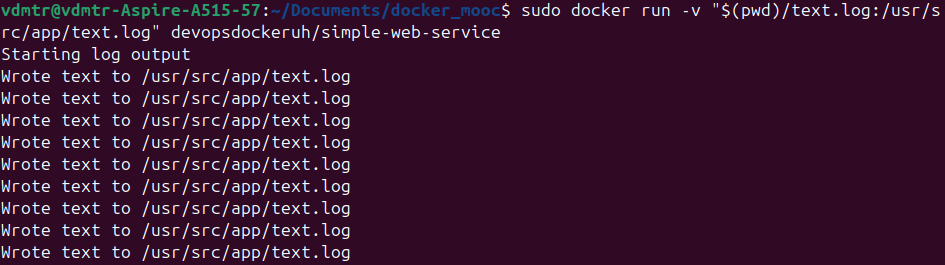 vdmtr@vdmtr-Aspire-A515-57:~/Documents/docker_mooc$ sudo docker run -v "$(pwd)/text.log:/usr/s
rc/app/text.log" devopsdockeruh/simple-web-service
Starting log output
Wrote text to /usr/src/app/text.log
Wrote text to /usr/src/app/text.log
Wrote text to /usr/src/app/text.log
Wrote text to /usr/src/app/text.log
Wrote text to /usr/src/app/text.log
Wrote text to /usr/src/app/text.log
Wrote text to /usr/src/app/text.log
Wrote text to /usr/src/app/text.log
Wrote text to /usr/src/app/text.log